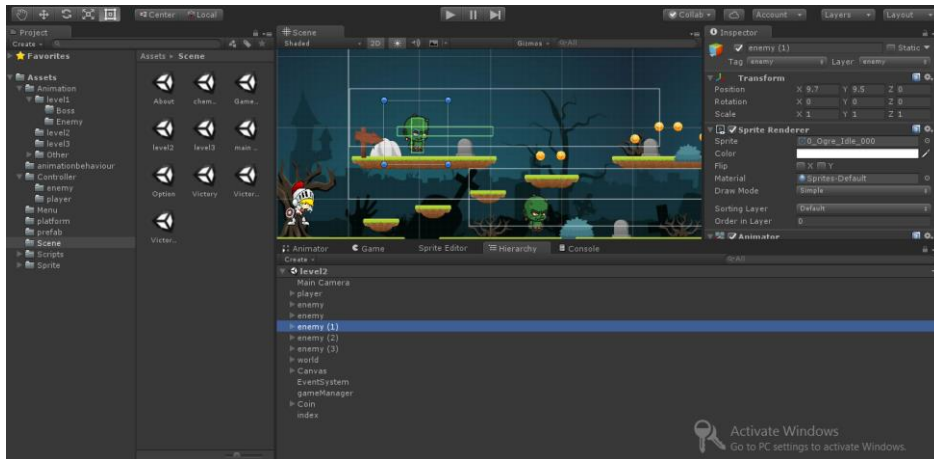 Center Local
Collab Account Layers Layout
Project
Create
Favorites
Assets
Animation
level1
Boss
Enemy
level2
level3
Other
animationbehaviour
Controller
enemy
player
Menu
platform
prefab
Scene
Scripts
Sprite
Assets Scene
About chem... Game...
level2 level3 main ...
Option Victory Victer...
Victer...
Scene
Shaded 2D Gizmos All
Inspector
enemy (1) Static
Tag enemy Layer enemy
Transform
Position X 9.7 Y 9.5 Z 0
Rotation X 0 Y 0 Z 0
Scale X 1 Y 1 Z 1
Sprite Renderer
Sprite 0_Ogre_Idle_000
Color
Flip X Y
Material Sprites-Default
Draw Mode Simple
Sorting Layer Default
Order in Layer 0
Animator
Animator Game Sprite Editor Hierarchy Console
Create All
level2
Main Camera
player
enemy
enemy
enemy (1)
enemy (2)
enemy (3)
world
Canvas
EventSystem
gameManager
Coin
index
Activate Windows
Go to PC settings to activate Windows.